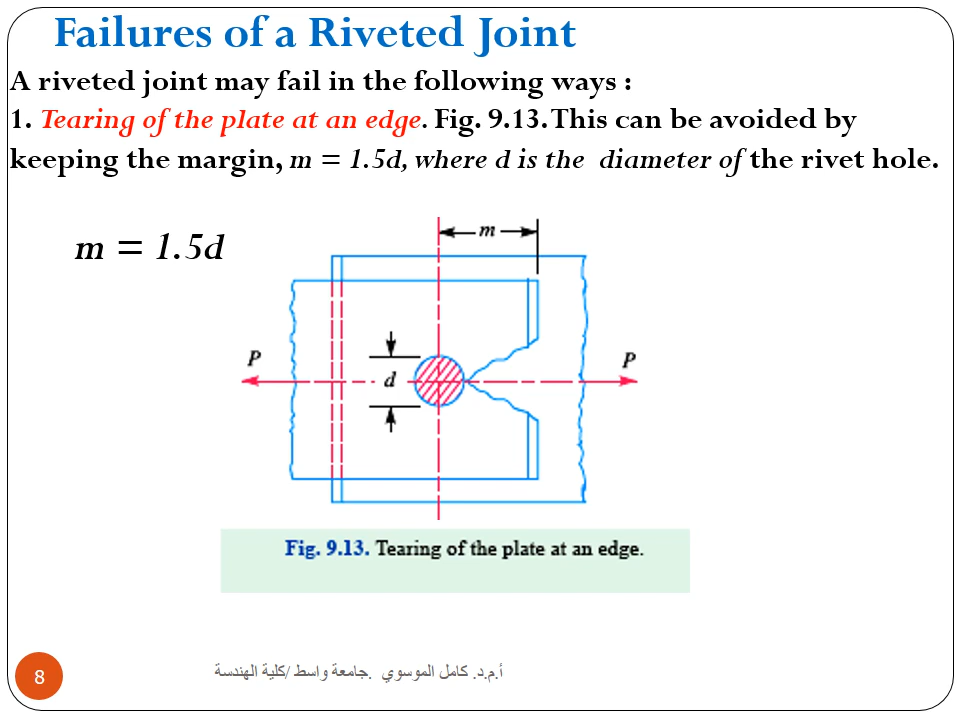 Failures of a Riveted Joint
A riveted joint may fail in the following ways :
1. Tearing of the plate at an edge. Fig. 9.13. This can be avoided by
keeping the margin, m = 1.5d, where d is the diameter of the rivet hole.
m = 1.5d
m
P
d
P
Fig. 9.13. Tearing of the plate at an edge.
8
أ.م.د. كامل الموسوي .جامعة واسط /كلية الهندسة